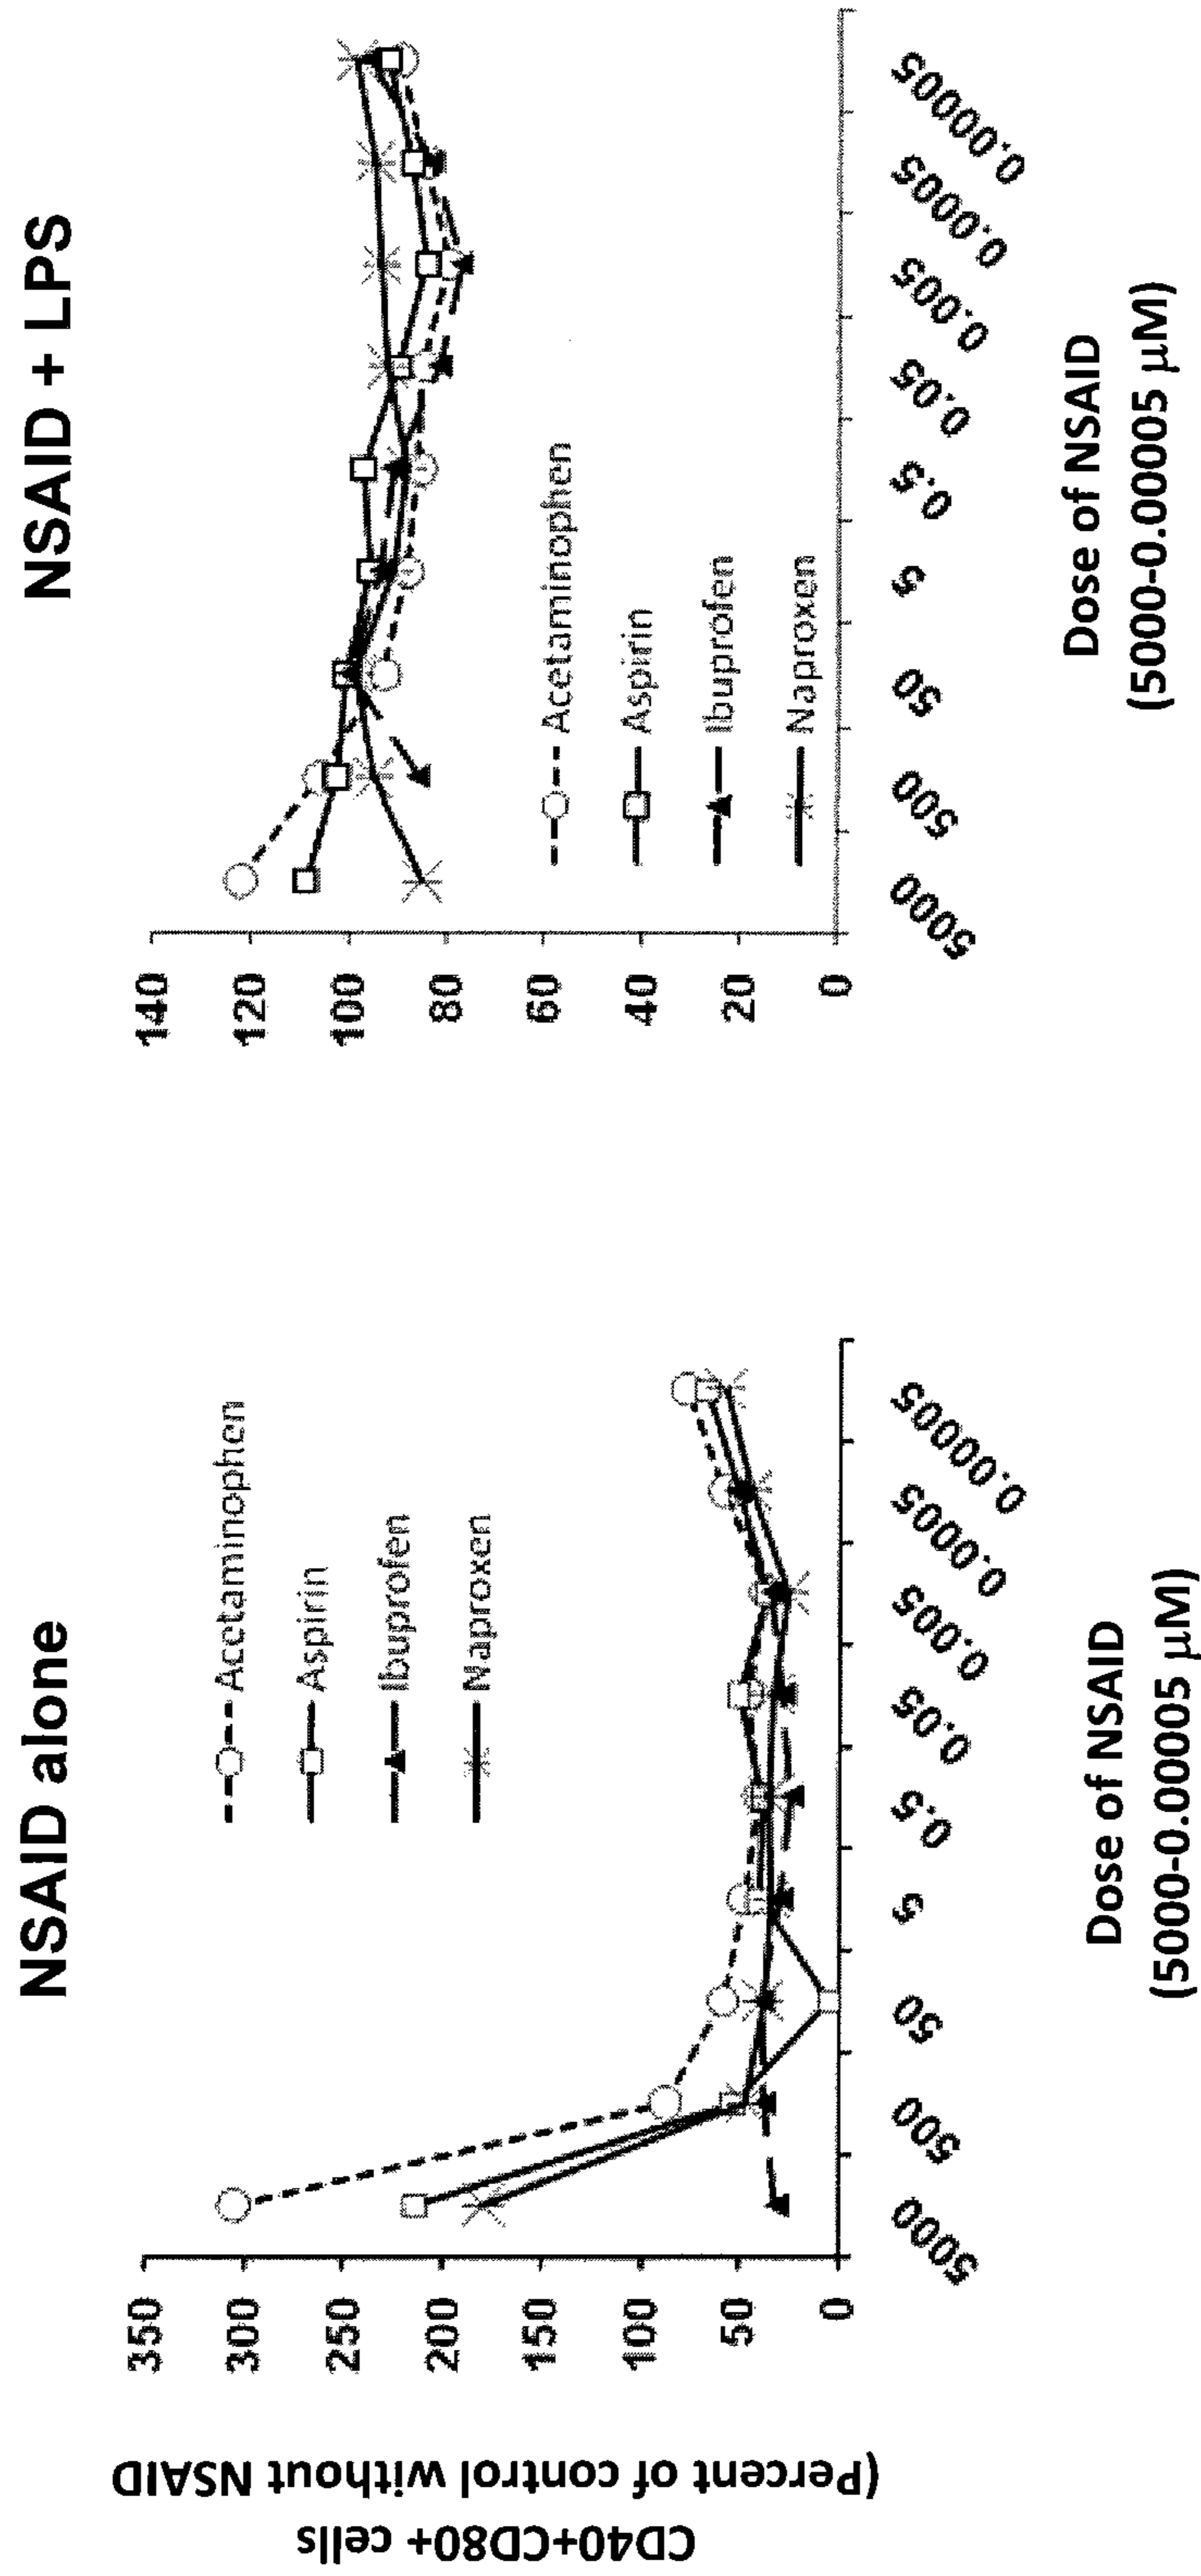 NSAID alone
CD40+CD80+ cells
(Percent of control without NSAID
350
300
250
200
150
100
50
0
Acetaminophen
Aspirin
Ibuprofen
Naproxen
5000
500
50
5
0.5
0.05
0.005
0.0005
0.00005
Dose of NSAID
(5000-0.00005 µM)
NSAID + LPS
140
120
100
80
60
40
20
0
Acetaminophen
Aspirin
Ibuprofen
Naproxen
5000
500
50
5
0.5
0.05
0.005
0.0005
0.00005
Dose of NSAID
(5000-0.00005 µM)